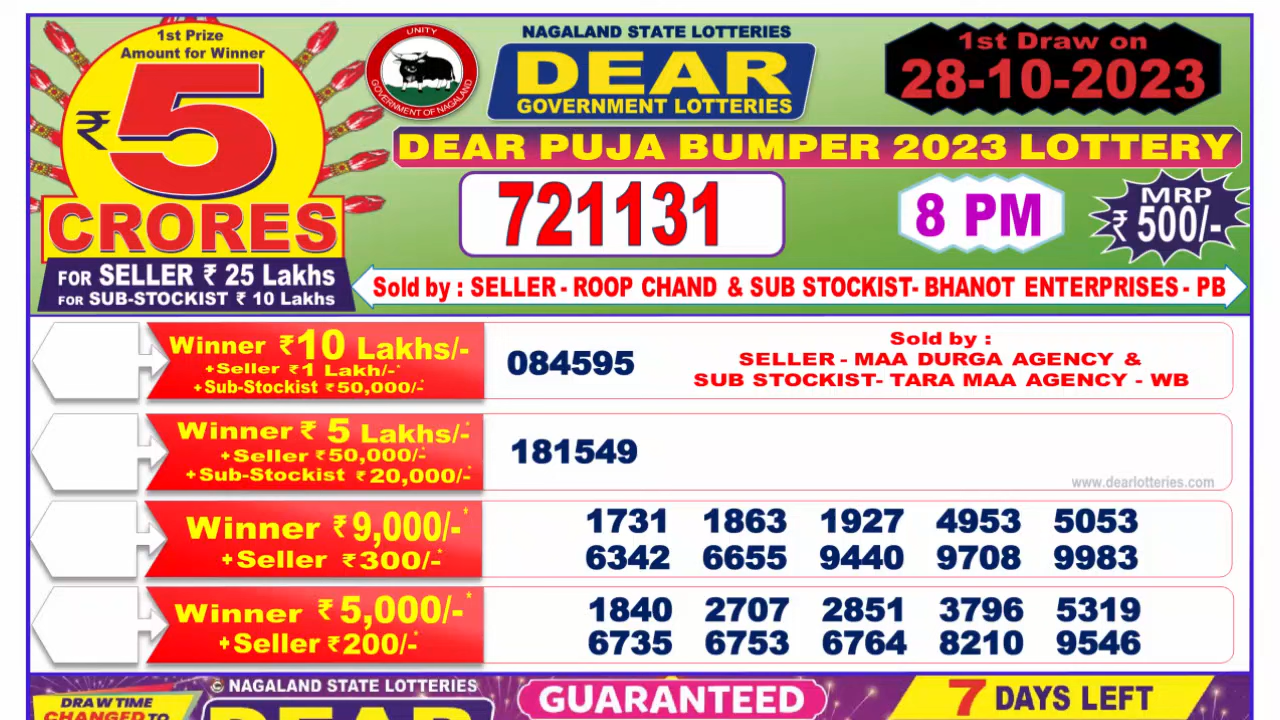 1st Prize
Amount for Winner
₹5
CRORES
FOR SELLER ₹ 25 Lakhs
FOR SUB-STOCKIST ₹ 10 Lakhs
UNITY
GOVERNMENT OF NAGALAND
NAGALAND STATE LOTTERIES
DEAR
GOVERNMENT LOTTERIES
1st Draw on
28-10-2023
DEAR PUJA BUMPER 2023 LOTTERY
721131
8 PM
MRP
₹ 500/-
Sold by : SELLER - ROOP CHAND & SUB STOCKIST- BHANOT ENTERPRISES - PB
Winner ₹10 Lakhs/-
+Seller ₹1 Lakh/-*
+Sub-Stockist ₹50,000/-*
084595
Sold by :
SELLER - MAA DURGA AGENCY &
SUB STOCKIST- TARA MAA AGENCY - WB
Winner ₹ 5 Lakhs/-*
+Seller ₹50,000/-*
+Sub-Stockist ₹20,000/-*
181549
www.dearlotteries.com
Winner ₹9,000/-*
+Seller ₹300/-*
1731 1863 1927 4953 5053
6342 6655 9440 9708 9983
Winner ₹5,000/-*
+Seller ₹200/-*
1840 2707 2851 3796 5319
6735 6753 6764 8210 9546
DRAW TIME
CHANGED TO
© NAGALAND STATE LOTTERIES
DEAR
GUARANTEED
7 DAYS LEFT